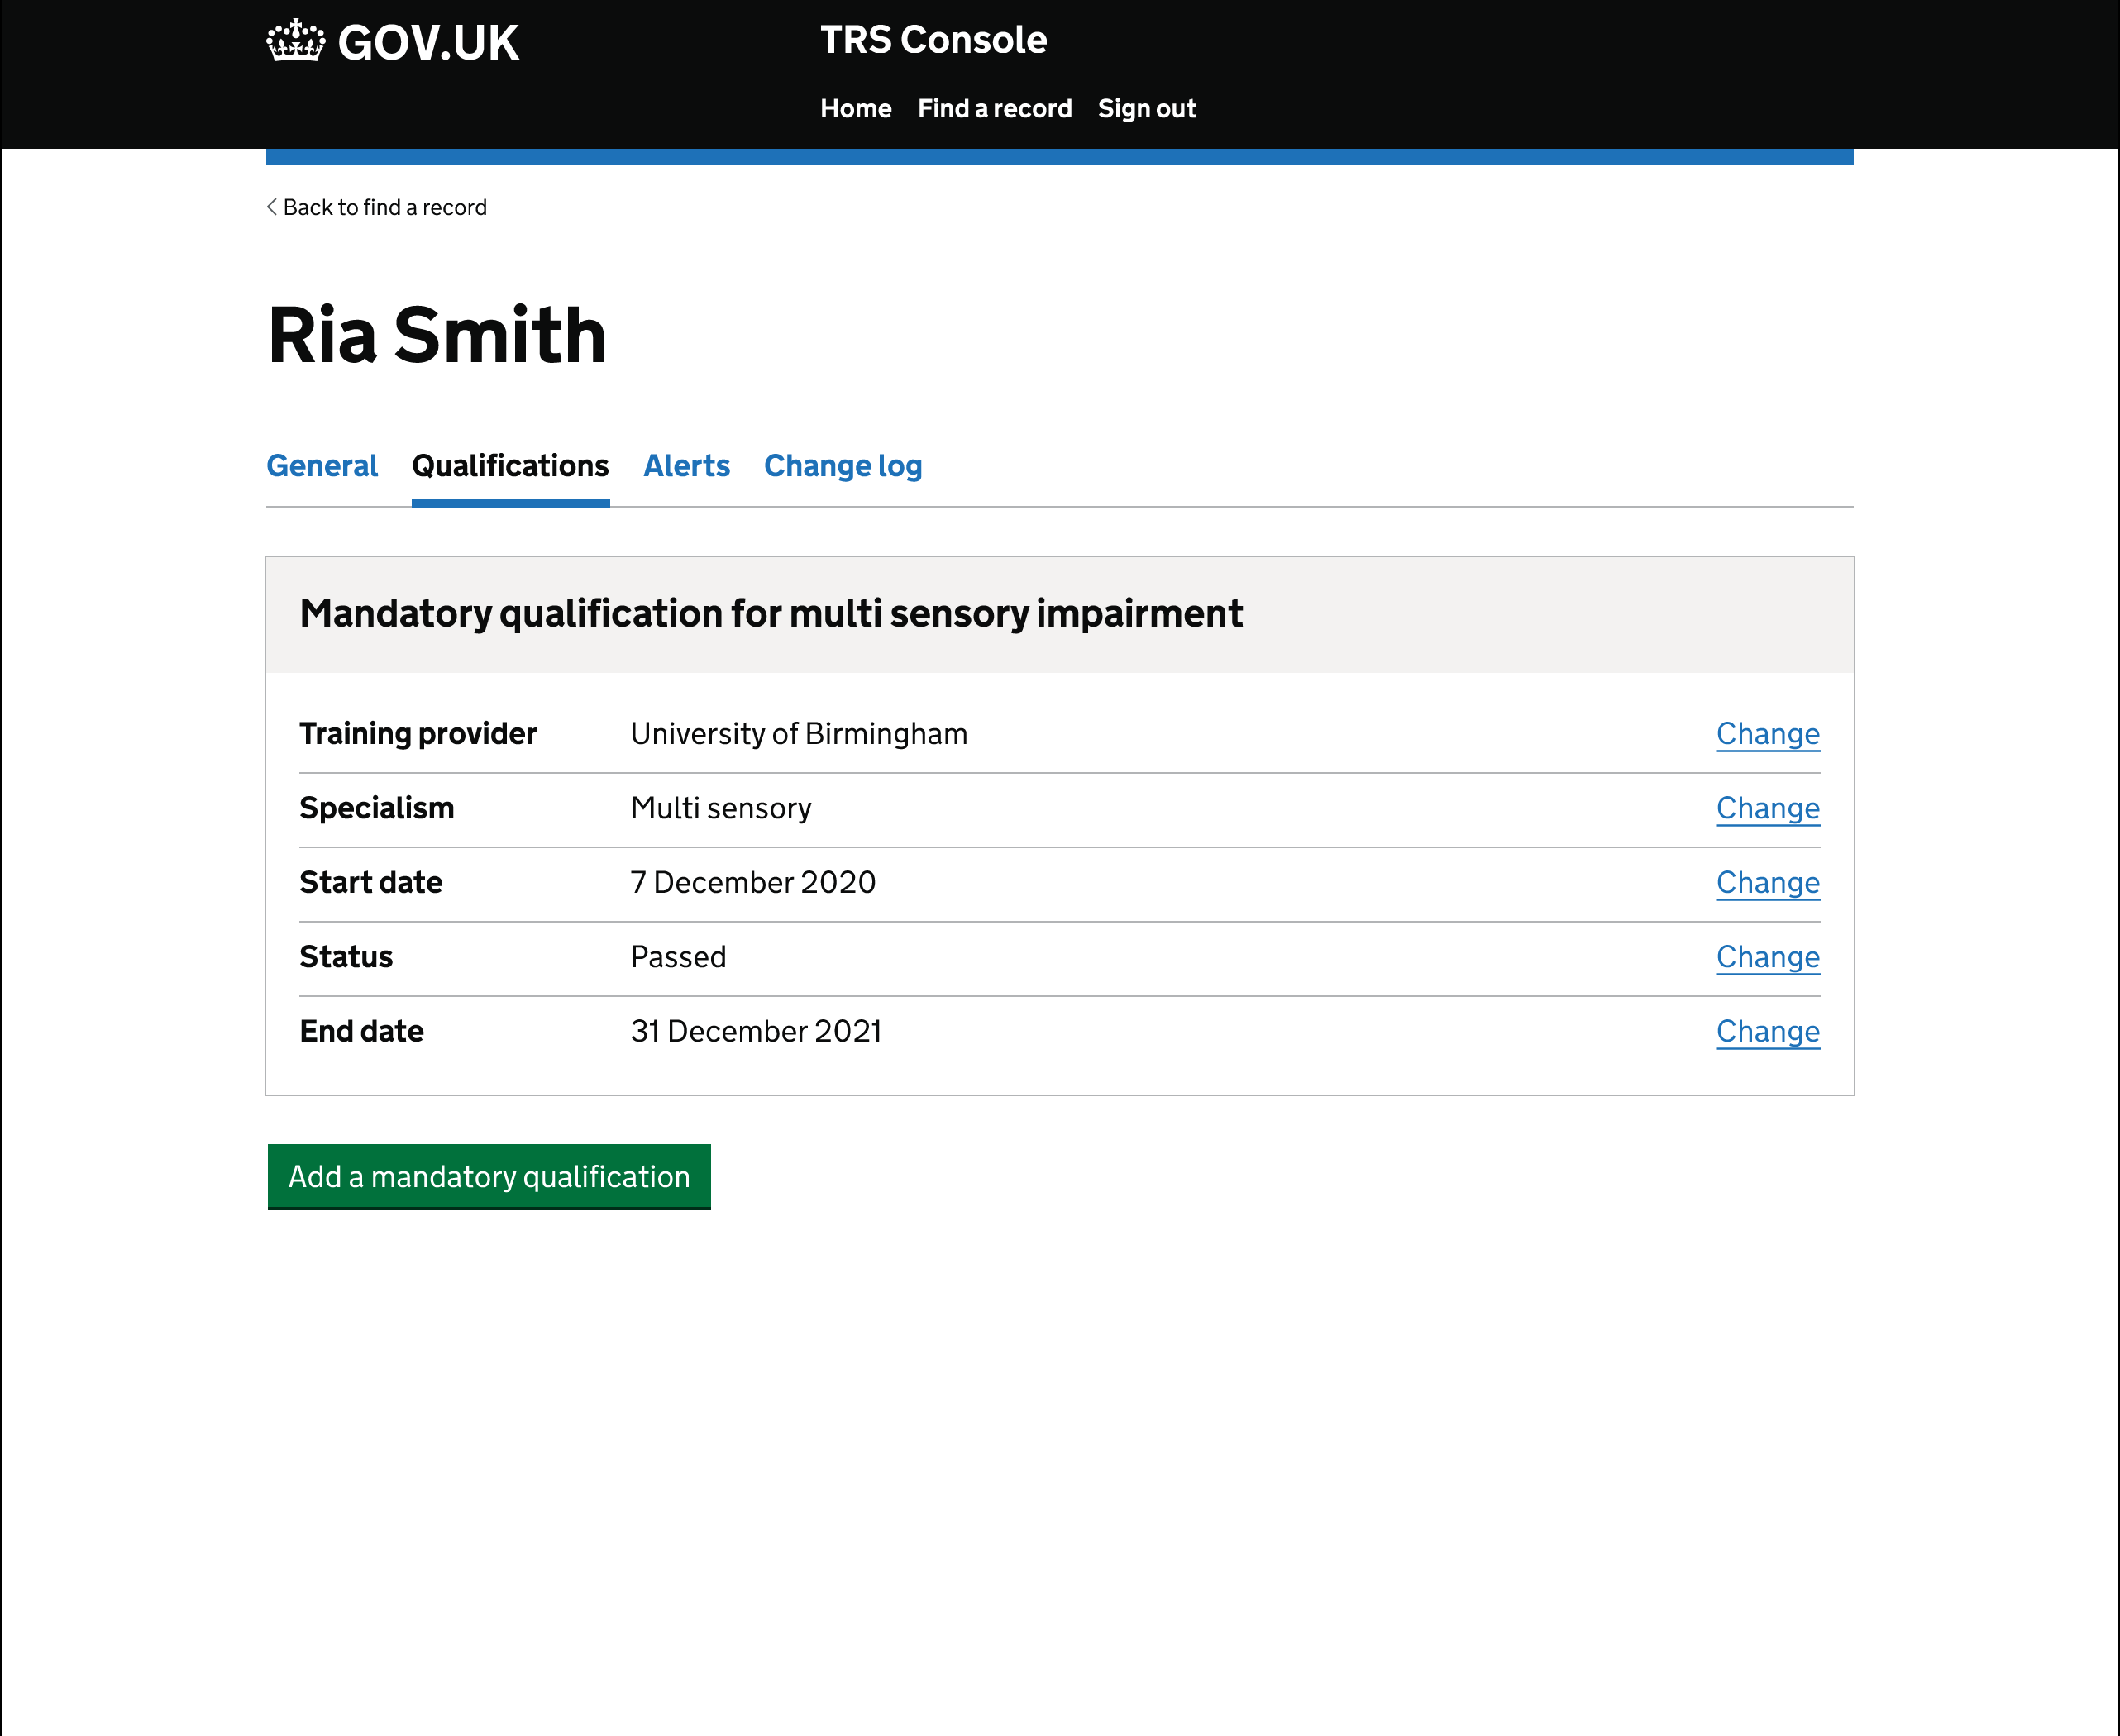 GOV.UK
TRS Console
Home Find a record Sign out
Back to find a record
Ria Smith
General Qualifications Alerts Change log
Mandatory qualification for multi sensory impairment
Training provider University of Birmingham Change
Specialism Multi sensory Change
Start date 7 December 2020 Change
Status Passed Change
End date 31 December 2021 Change
Add a mandatory qualification